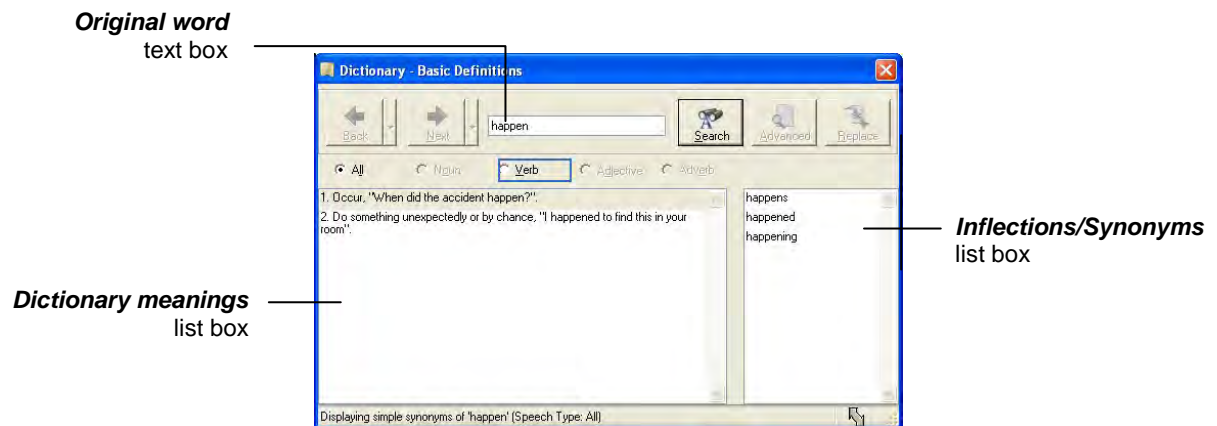 Original word
text box
Dictionary - Basic Definitions
Back
Next
happen
Search
Advanced
Replace
All
Noun
Verb
Adjective
Adverb
1. Occur, "When did the accident happen?".
2. Do something unexpectedly or by chance, "I happened to find this in your
room".
happens
happened
happening
Inflections/Synonyms
list box
Dictionary meanings
list box
Displaying simple synonyms of 'happen' (Speech Type: All)